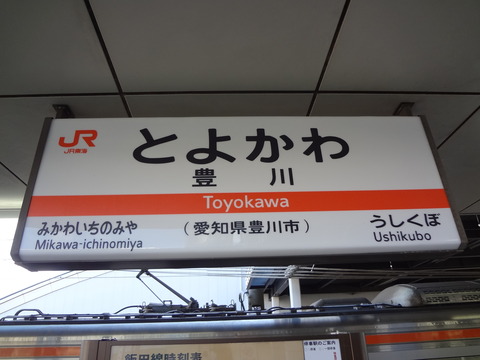 JR
JR東海
とよかわ
豊川
Toyokawa
みかわいちのみや
Mikawa-ichinomiya
(愛知県豊川市)
うしくぼ
Ushikubo
飯田線時刻表